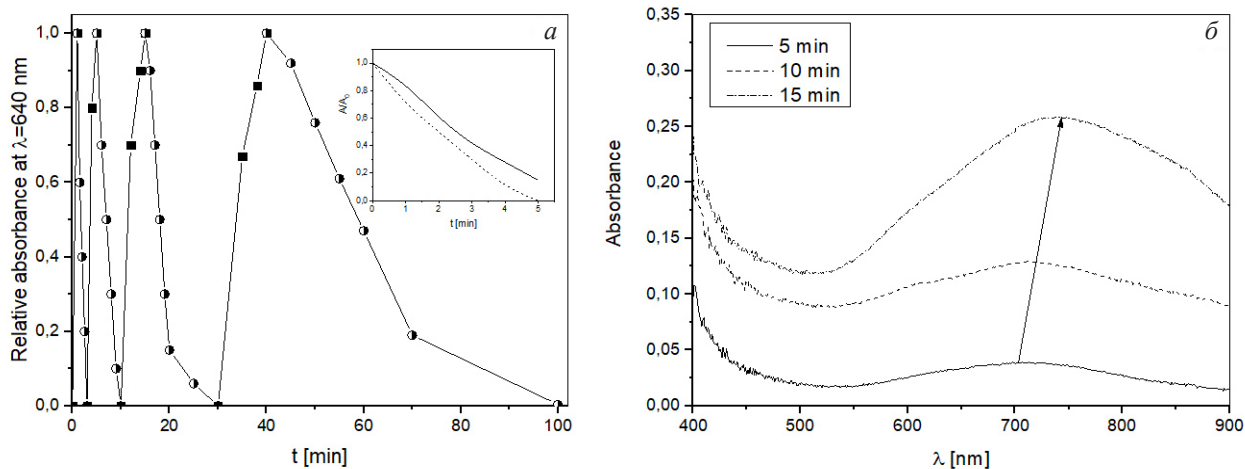 а
Relative absorbance at λ=640 nm
1,0
0,8
0,6
0,4
0,2
0,0
0 20 40 60 80 100
t [min]
A/A₀
1,0
0,8
0,6
0,4
0,2
0,0
0 1 2 3 4 5
t [min]
б
Absorbance
0,35
0,30
0,25
0,20
0,15
0,10
0,05
0,00
400 500 600 700 800 900
λ [nm]
5 min
10 min
15 min